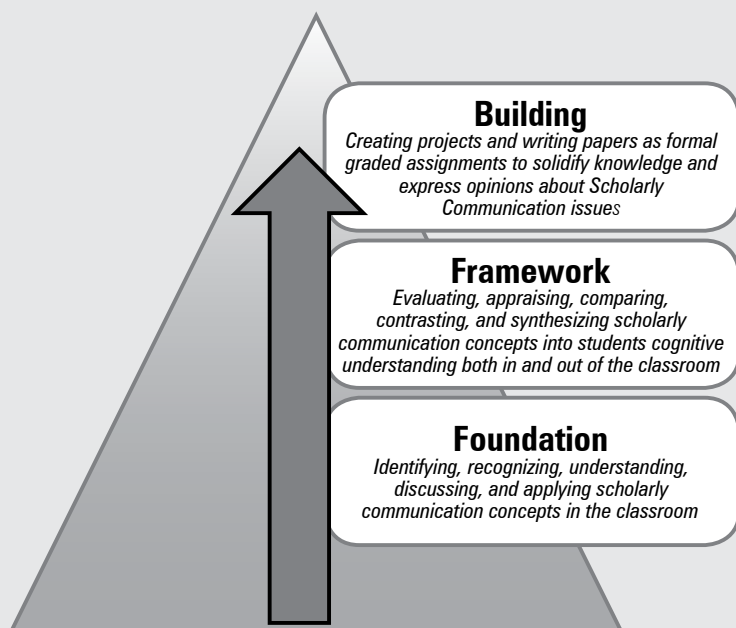 Building
Creating projects and writing papers as formal
graded assignments to solidify knowledge and
express opinions about Scholarly
Communication issues
Framework
Evaluating, appraising, comparing,
contrasting, and synthesizing scholarly
communication concepts into students cognitive
understanding both in and out of the classroom
Foundation
Identifying, recognizing, understanding,
discussing, and applying scholarly
communication concepts in the classroom